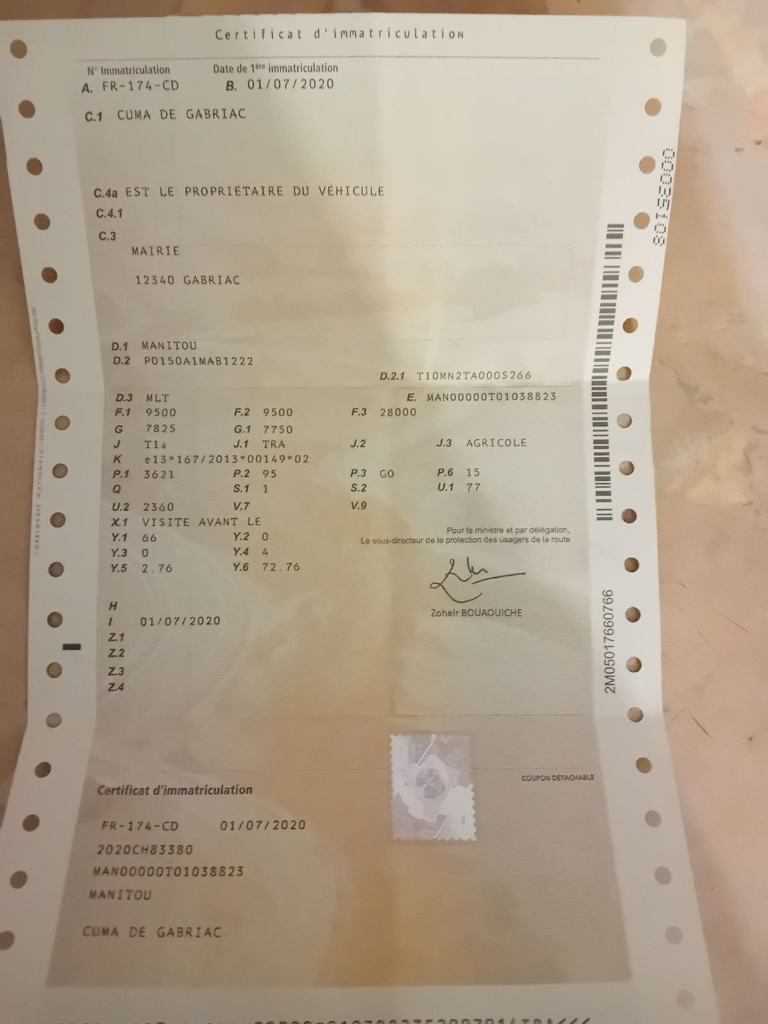 Certificat d'immatriculation
N° Immatriculation Date de 1ère immatriculation
A. FR-174-CD B. 01/07/2020
C.1 CUMA DE GABRIAC
C.4a EST LE PROPRIÉTAIRE DU VÉHICULE
C.4.1
C.3
MAIRIE
12340 GABRIAC
00035108
D.1 MANITOU
D.2 P0150A1MAB1222
D.2.1 T10MN2TA000S266
D.3 MLT E. MAN00000T01038823
F.1 9500 F.2 9500 F.3 28000
G 7825 G.1 7750
J T1a J.1 TRA J.2 J.3 AGRICOLE
K e13*167/2013*00149*02
P.1 3621 P.2 95 P.3 GO P.6 15
Q S.1 1 S.2 U.1 77
U.2 2360 V.7 V.9
X.1 VISITE AVANT LE
Y.1 66 Y.2 0
Y.3 0 Y.4 4
Y.5 2.76 Y.6 72.76
Pour le ministre et par délégation,
Le sous-directeur de la protection des usagers de la route
Zoheir BOUAOUICHE
H
I 01/07/2020
Z.1
Z.2
Z.3
Z.4
2M05017660766
COUPON DÉTACHABLE
Certificat d'immatriculation
FR-174-CD 01/07/2020
2020CH83380
MAN00000T01038823
MANITOU
CUMA DE GABRIAC